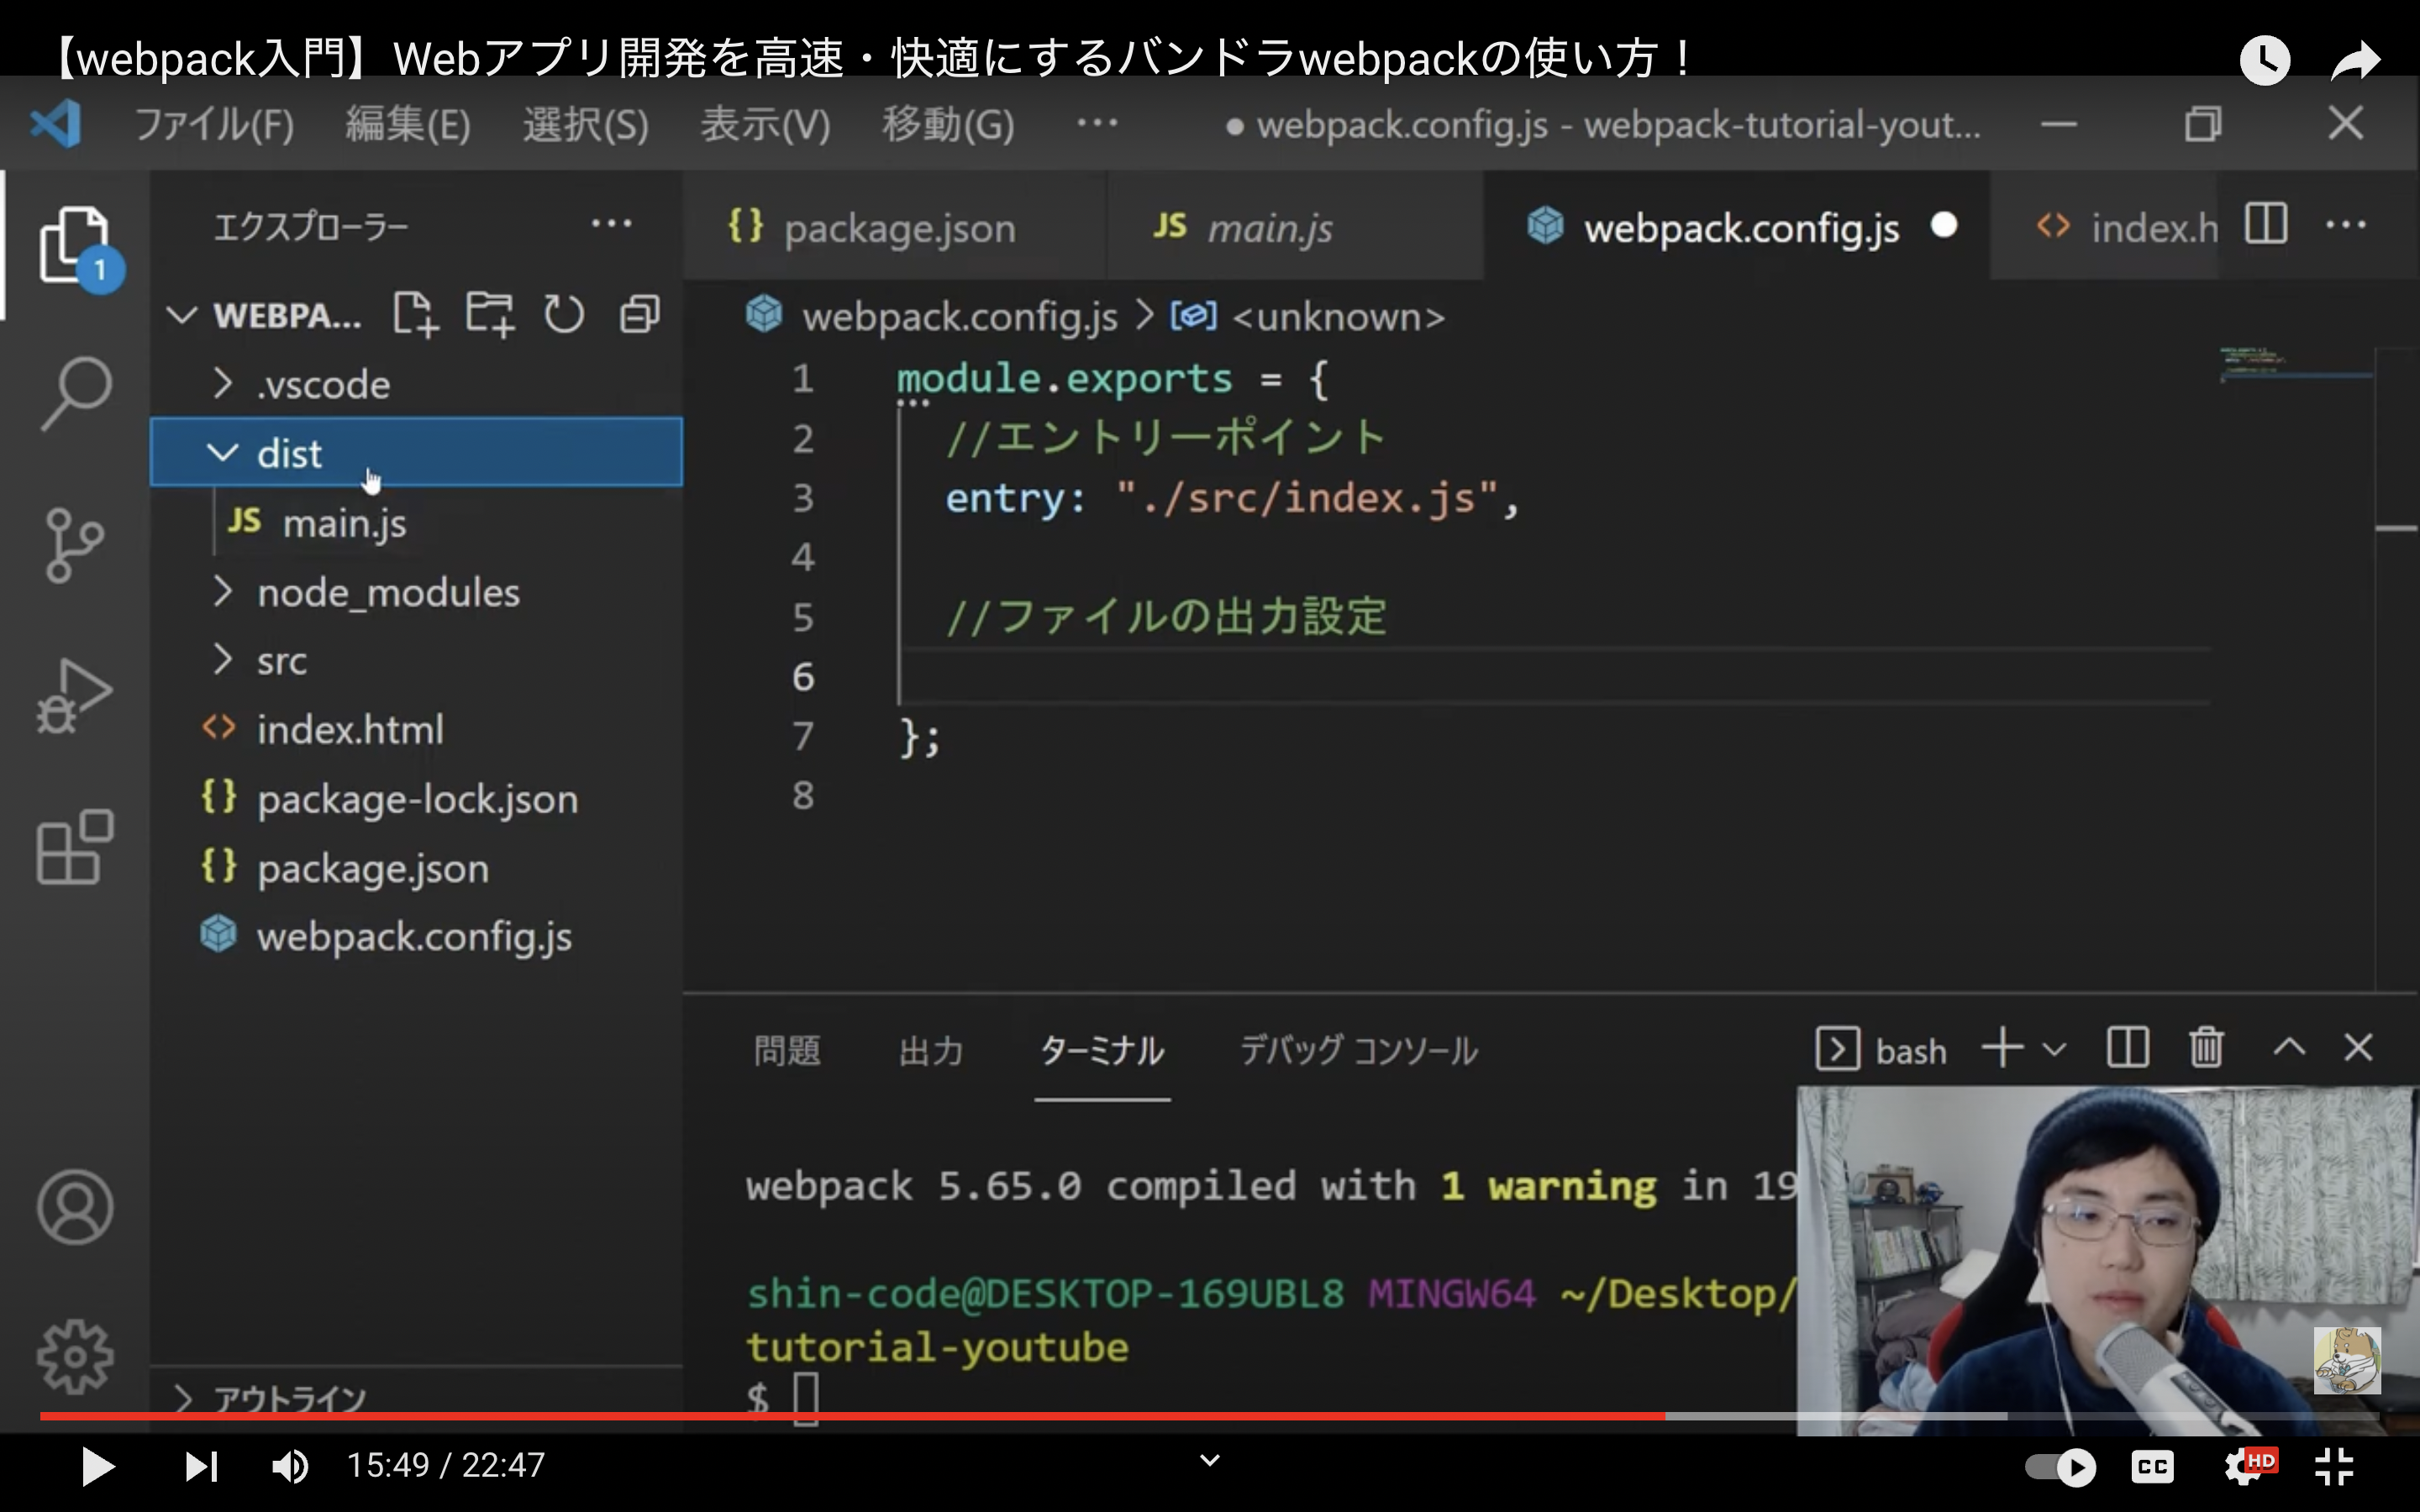 【webpack入門】Webアプリ開発を高速・快適にするバンドラwebpackの使い方！
ファイル(F) 編集(E) 選択(S) 表示(V) 移動(G) … ● webpack.config.js - webpack-tutorial-yout...
エクスプローラー
1
WEBPA...
.vscode
dist
JS main.js
node_modules
src
<> index.html
{} package-lock.json
{} package.json
webpack.config.js
アウトライン
{} package.json JS main.js webpack.config.js ● <> index.h
webpack.config.js > <unknown>
1 module.exports = {
2 //エントリーポイント
3 entry: "./src/index.js",
4
5 //ファイルの出力設定
6
7 };
8
問題 出力 ターミナル デバッグ コンソール bash
webpack 5.65.0 compiled with 1 warning in 19
shin-code@DESKTOP-169UBL8 MINGW64 ~/Desktop/
tutorial-youtube
$
15:49 / 22:47 CC HD